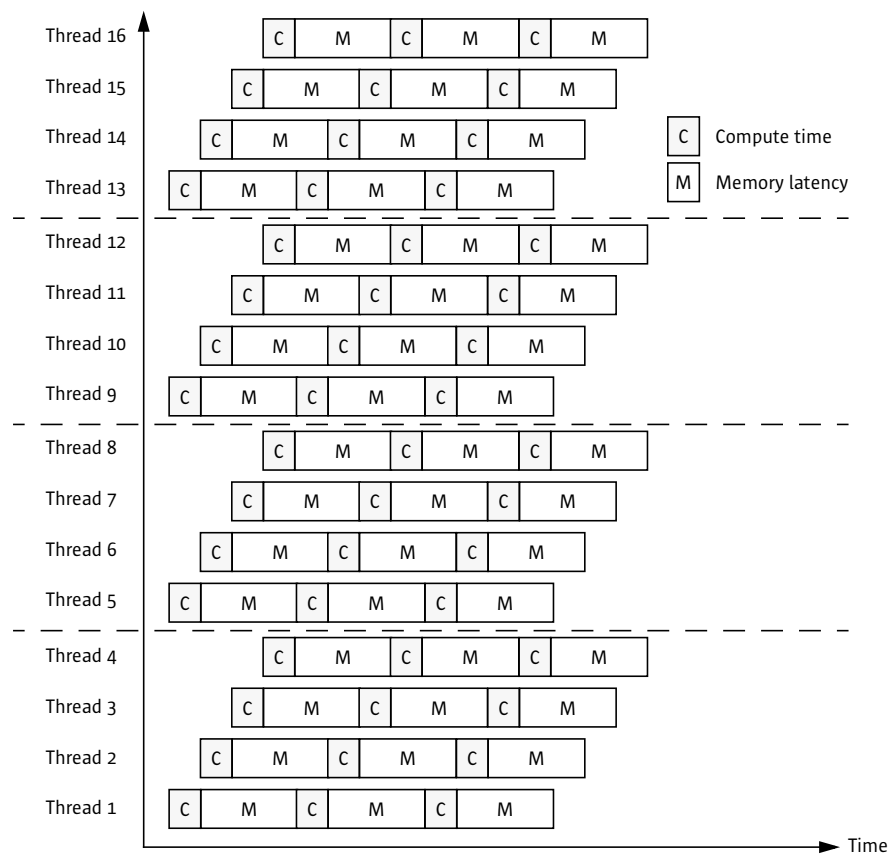 Thread 16 C M C M C M
Thread 15 C M C M C M
Thread 14 C M C M C M
C Compute time
Thread 13 C M C M C M
M Memory latency
Thread 12 C M C M C M
Thread 11 C M C M C M
Thread 10 C M C M C M
Thread 9 C M C M C M
Thread 8 C M C M C M
Thread 7 C M C M C M
Thread 6 C M C M C M
Thread 5 C M C M C M
Thread 4 C M C M C M
Thread 3 C M C M C M
Thread 2 C M C M C M
Thread 1 C M C M C M
Time